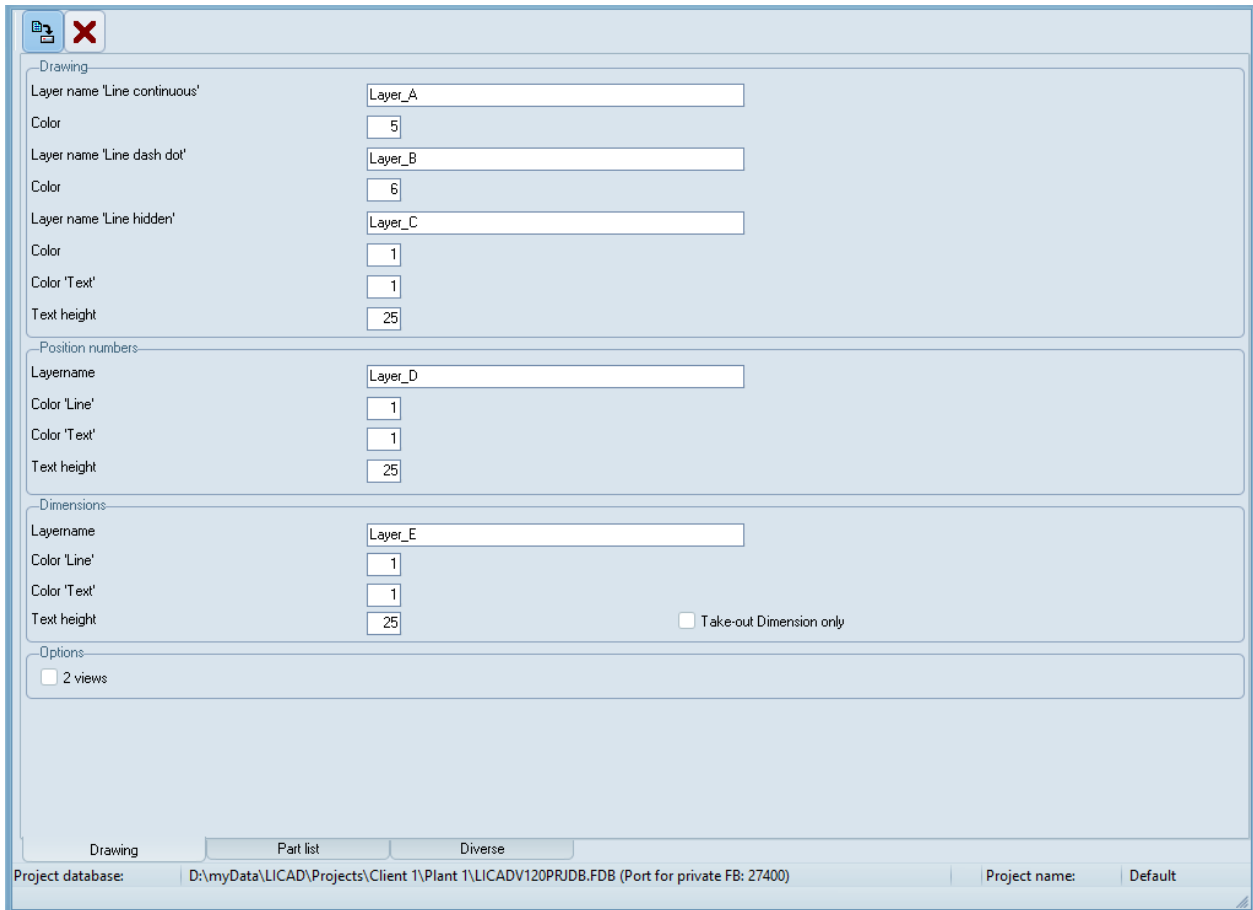 Drawing
Layer name 'Line continuous' Layer_A
Color 5
Layer name 'Line dash dot' Layer_B
Color 6
Layer name 'Line hidden' Layer_C
Color 1
Color 'Text' 1
Text height 25
Position numbers
Layername Layer_D
Color 'Line' 1
Color 'Text' 1
Text height 25
Dimensions
Layername Layer_E
Color 'Line' 1
Color 'Text' 1
Text height 25 Take-out Dimension only
Options
2 views
Drawing Part list Diverse
Project database: D:\myData\LICAD\Projects\Client 1\Plant 1\LICADV120PRJDB.FDB (Port for private FB: 27400) Project name: Default